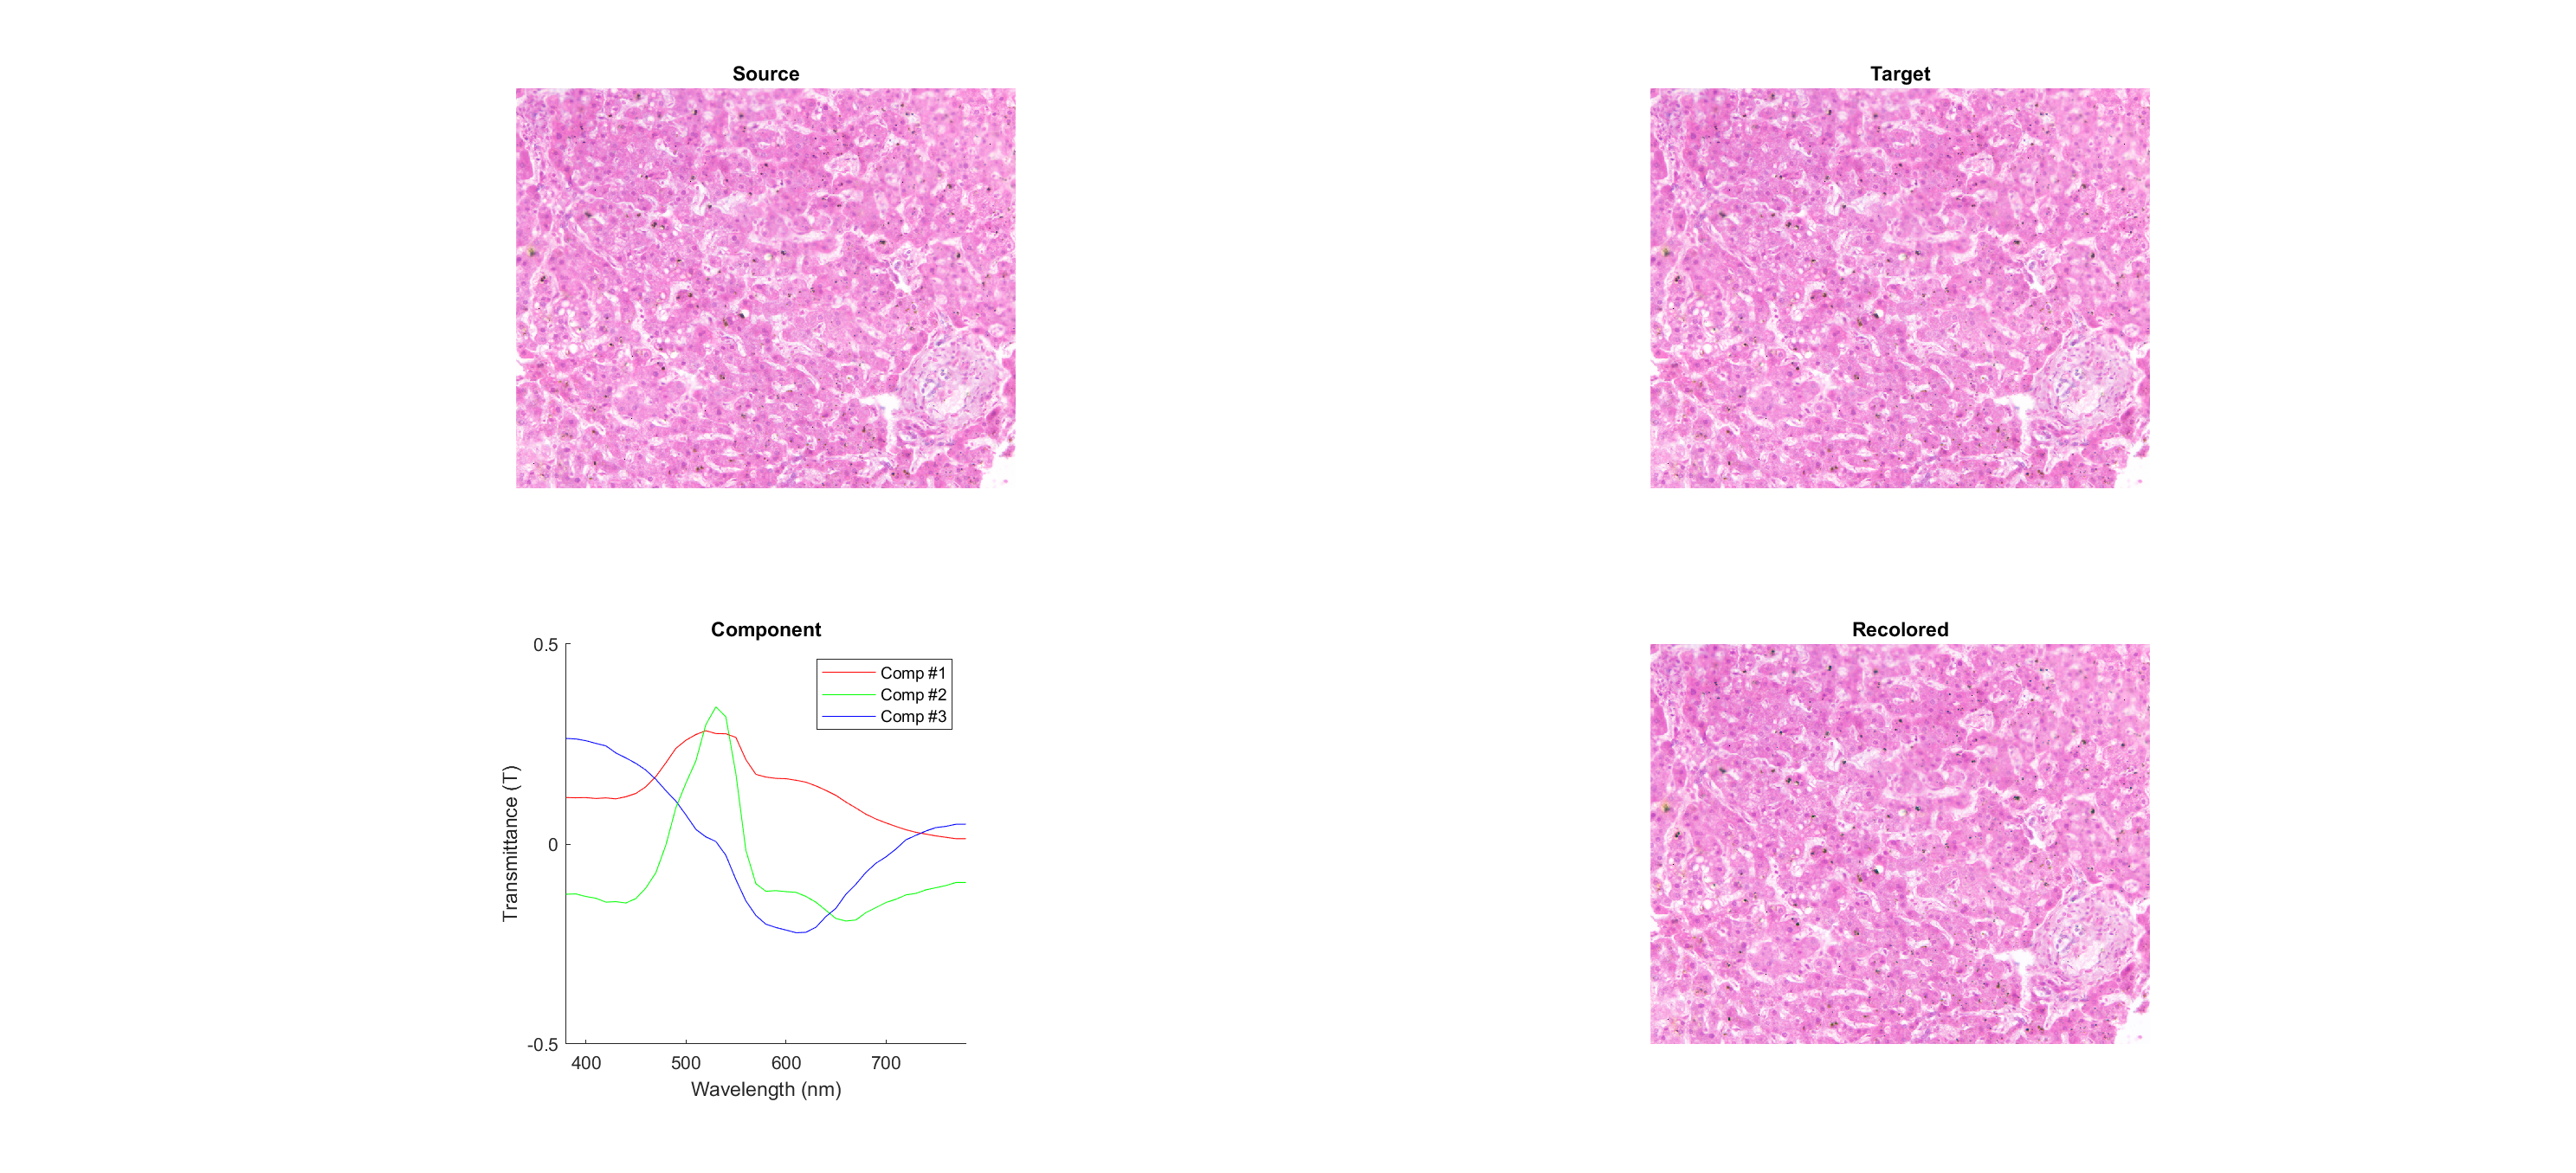 Source
Target
Component
0.5
0
-0.5
Transmittance (T)
400 500 600 700
Wavelength (nm)
Comp #1
Comp #2
Comp #3
Recolored